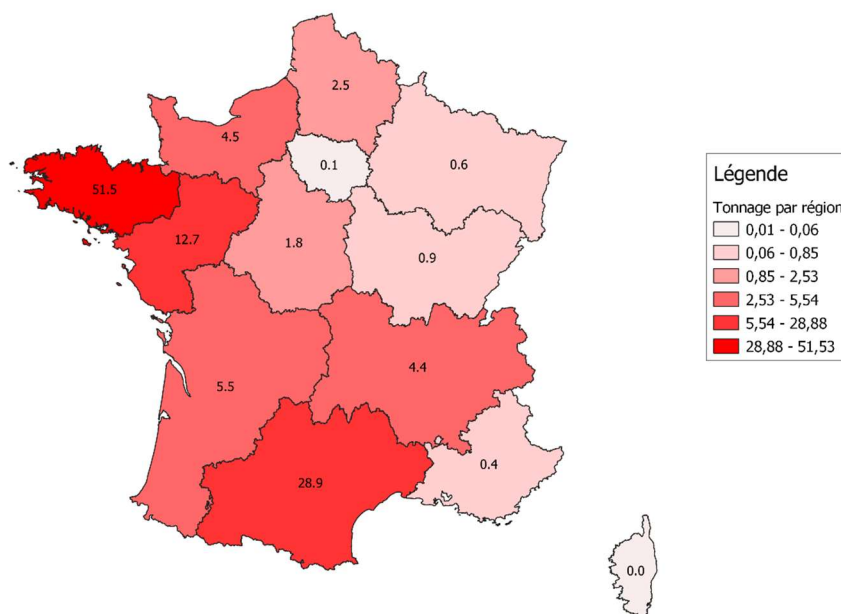 2.5
4.5
0.1
0.6
51.5
12.7
1.8
0.9
5.5
4.4
28.9
0.4
0.0
Légende
Tonnage par région
0,01 - 0,06
0,06 - 0,85
0,85 - 2,53
2,53 - 5,54
5,54 - 28,88
28,88 - 51,53